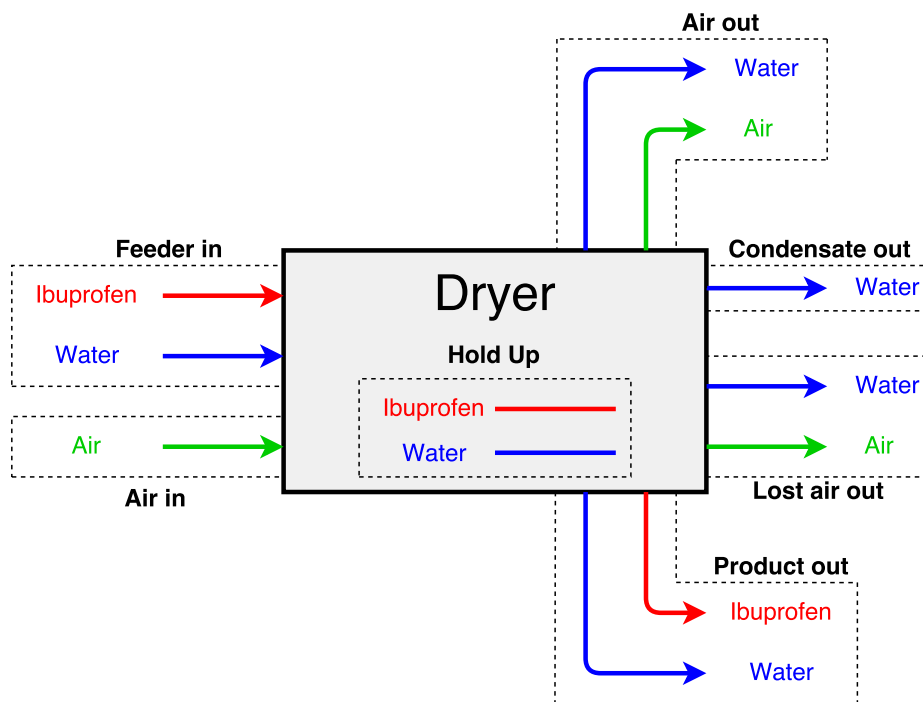 Air out
Water
Air
Feeder in
Condensate out
Ibuprofen
Dryer
Water
Water
Hold Up
Water
Ibuprofen
Air
Water
Air
Air in
Lost air out
Product out
Ibuprofen
Water